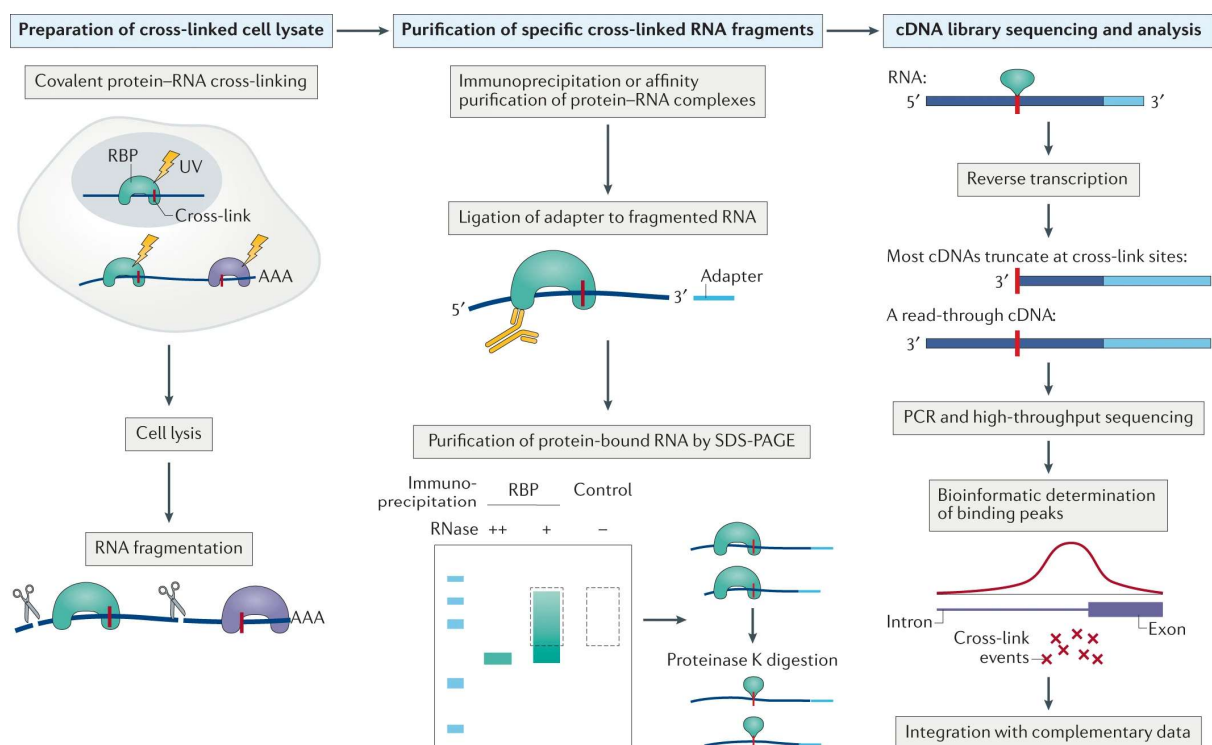 Preparation of cross-linked cell lysate
Covalent protein–RNA cross-linking
RBP
UV
Cross-link
AAA
Cell lysis
RNA fragmentation
AAA
Purification of specific cross-linked RNA fragments
Immunoprecipitation or affinity
purification of protein–RNA complexes
Ligation of adapter to fragmented RNA
Adapter
5′
3′
Purification of protein-bound RNA by SDS-PAGE
Immuno-
precipitation
RBP
Control
RNase
++
+
−
Proteinase K digestion
cDNA library sequencing and analysis
RNA:
5′
3′
Reverse transcription
Most cDNAs truncate at cross-link sites:
3′
A read-through cDNA:
3′
PCR and high-throughput sequencing
Bioinformatic determination
of binding peaks
Intron
Exon
Cross-link
events
Integration with complementary data